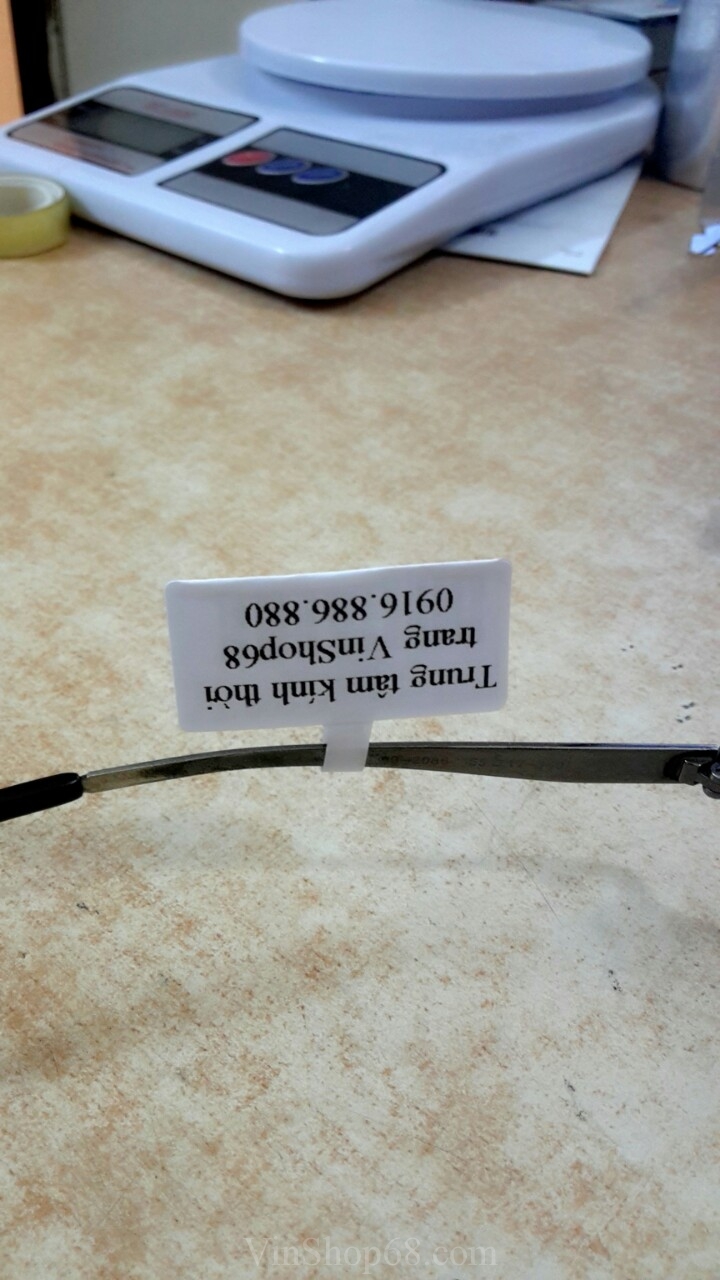 Trung tâm kính thời
trang VinShop68
0916.886.880
VinShop68.com